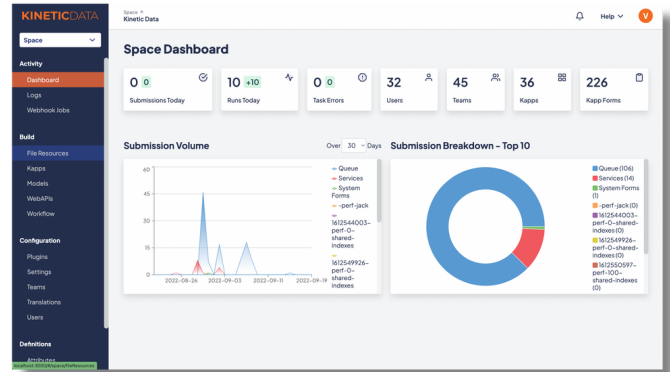 KINETICDATA
Space
Activity
Dashboard
Logs
Webhook Jobs
Build
File Resources
Kapps
Models
WebAPIs
Workflow
Configuration
Plugins
Settings
Teams
Translations
Users
Definitions
Attributes
localhost:3000/#/space/fileResources
Space
Kinetic Data
Help
V
Space Dashboard
0 0
Submissions Today
10 +10
Runs Today
0 0
Task Errors
32
Users
45
Teams
36
Kapps
226
Kapp Forms
Submission Volume
Over 30 Days
60
45
30
15
0
2022-08-26 2022-09-03 2022-09-11 2022-09-19
Queue
Services
System
Forms
-perf-jack
1612544003-
perf-0-
shared-
indexes
1612549926-
perf-0-
shared-
indexes
Submission Breakdown - Top 10
Queue (106)
Services (14)
System Forms
(1)
-perf-jack (0)
1612544003-
perf-0-shared-
indexes (0)
1612549926-
perf-0-shared-
indexes (0)
1612550597-
perf-100-
shared-indexes
(0)